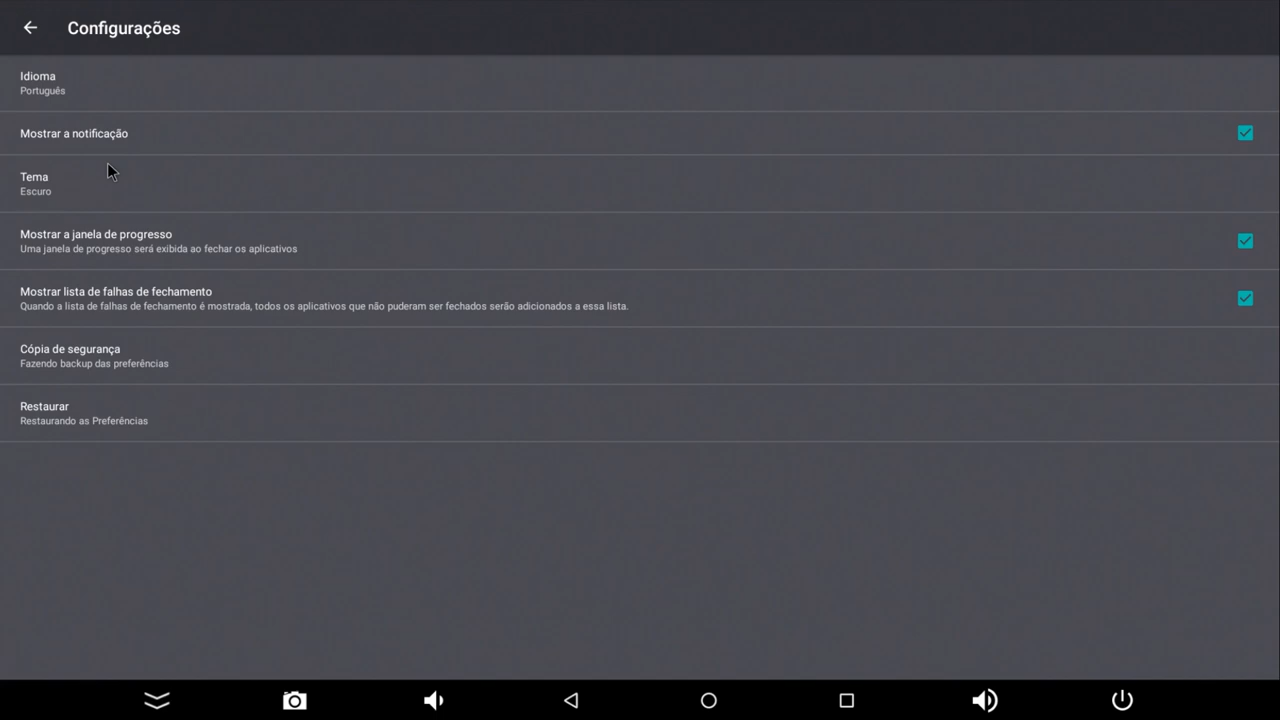 Configurações
Idioma
Português
Mostrar a notificação
Tema
Escuro
Mostrar a janela de progresso
Uma janela de progresso será exibida ao fechar os aplicativos
Mostrar lista de falhas de fechamento
Quando a lista de falhas de fechamento é mostrada, todos os aplicativos que não puderam ser fechados serão adicionados a essa lista.
Cópia de segurança
Fazendo backup das preferências
Restaurar
Restaurando as Preferências